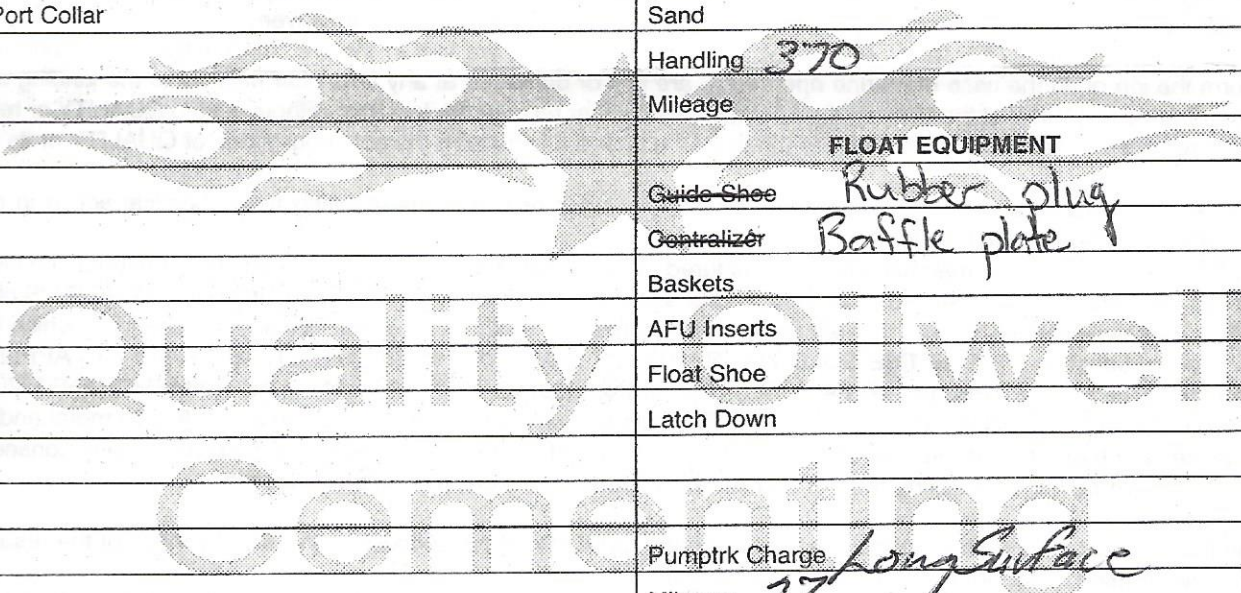 Port Collar
Sand
Handling 370
Mileage
FLOAT EQUIPMENT
Guide Shoe Rubber plug
Centralizer Baffle plate
Baskets
AFU Inserts
Float Shoe
Latch Down
Quality Oilwell
Cementing
Pumptrk Charge Long Surface
27